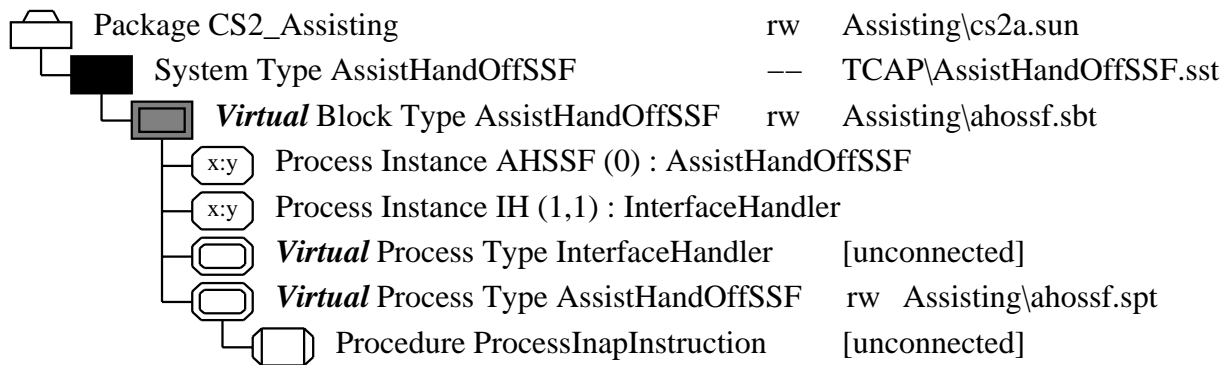 Package CS2_Assisting rw Assisting\cs2a.sun
System Type AssistHandOffSSF −− TCAP\AssistHandOffSSF.sst
Virtual Block Type AssistHandOffSSF rw Assisting\ahossf.sbt
x:y Process Instance AHSSF (0) : AssistHandOffSSF
x:y Process Instance IH (1,1) : InterfaceHandler
Virtual Process Type InterfaceHandler [unconnected]
Virtual Process Type AssistHandOffSSF rw Assisting\ahossf.spt
Procedure ProcessInapInstruction [unconnected]